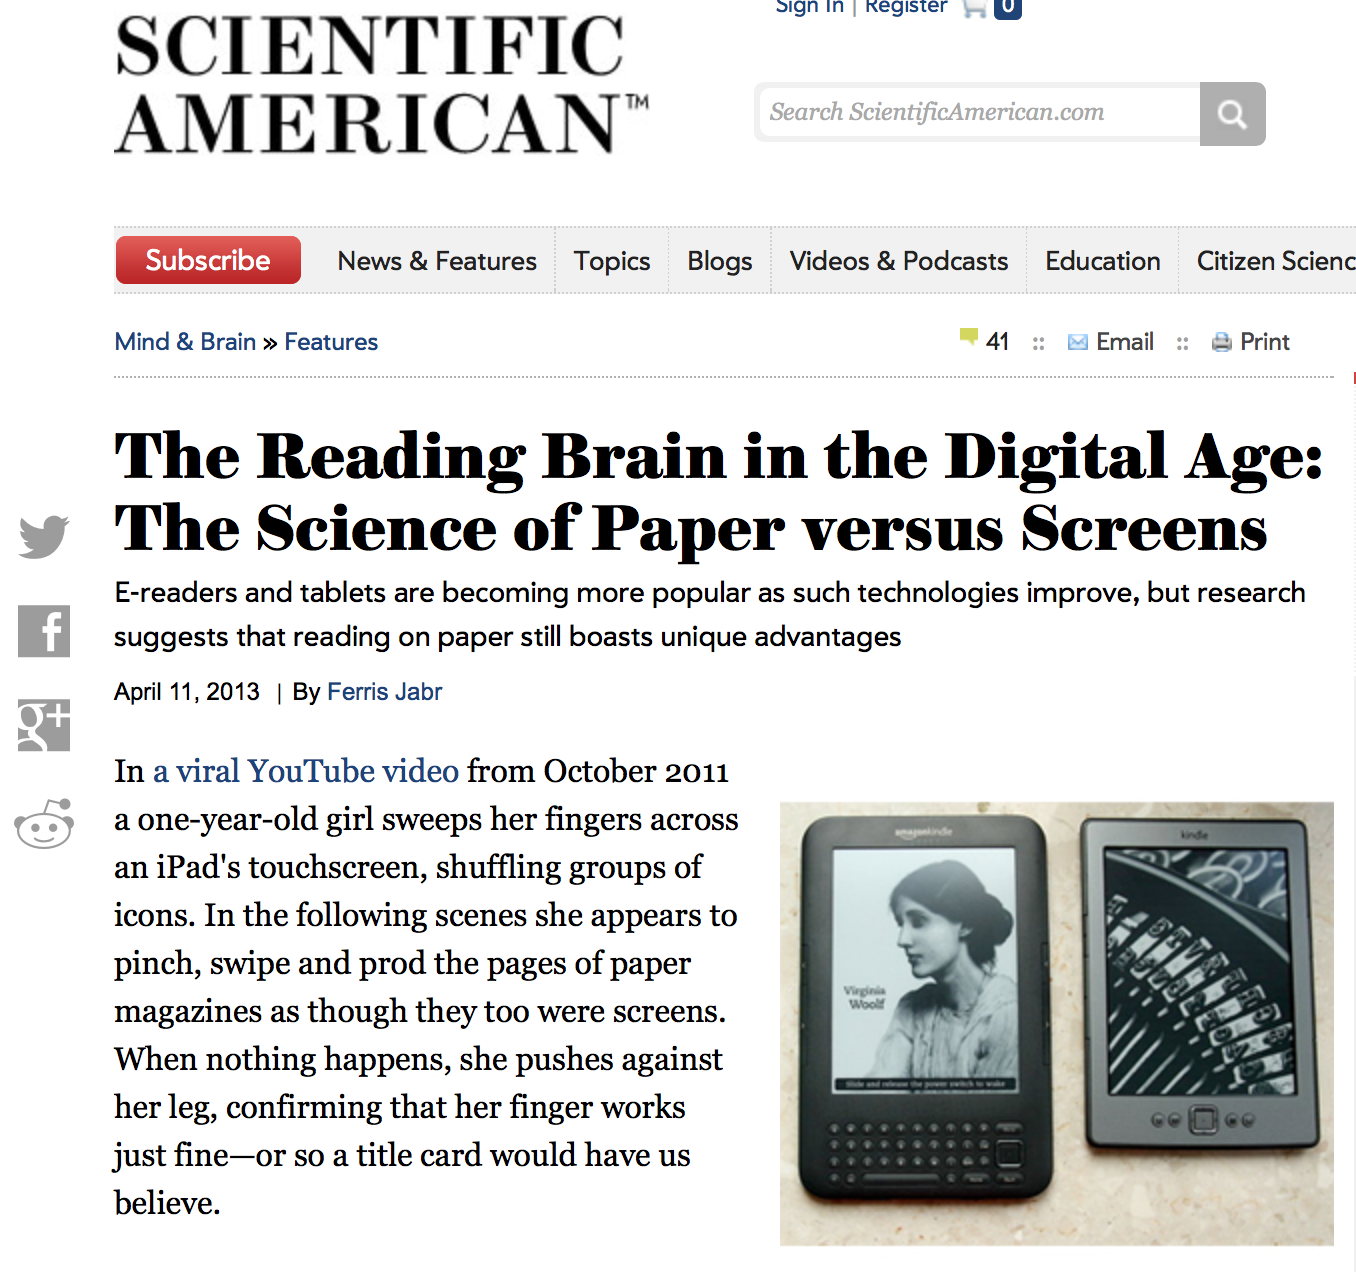 Sign In | Register 0
SCIENTIFIC
AMERICAN™
Search ScientificAmerican.com
Subscribe News & Features Topics Blogs Videos & Podcasts Education Citizen Scienc
Mind & Brain » Features 41 :: Email :: Print
The Reading Brain in the Digital Age:
The Science of Paper versus Screens
E-readers and tablets are becoming more popular as such technologies improve, but research
suggests that reading on paper still boasts unique advantages
April 11, 2013 | By Ferris Jabr
In a viral YouTube video from October 2011
a one-year-old girl sweeps her fingers across
an iPad's touchscreen, shuffling groups of
icons. In the following scenes she appears to
pinch, swipe and prod the pages of paper
magazines as though they too were screens.
When nothing happens, she pushes against
her leg, confirming that her finger works
just fine—or so a title card would have us
believe.
amazonkindle
Virginia
Woolf
Slide and release the power switch to wake
kindle